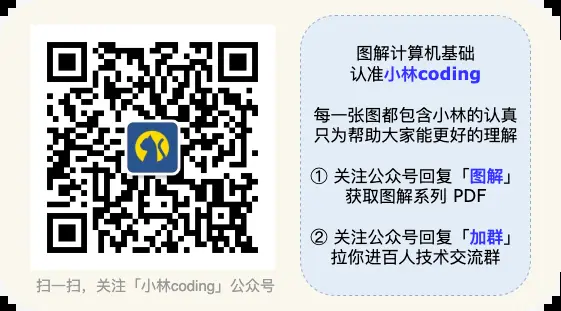 扫一扫，关注「小林coding」公众号
图解计算机基础
认准小林coding
每一张图都包含小林的认真
只为帮助大家能更好的理解
① 关注公众号回复「图解」
获取图解系列 PDF
② 关注公众号回复「加群」
拉你进百人技术交流群